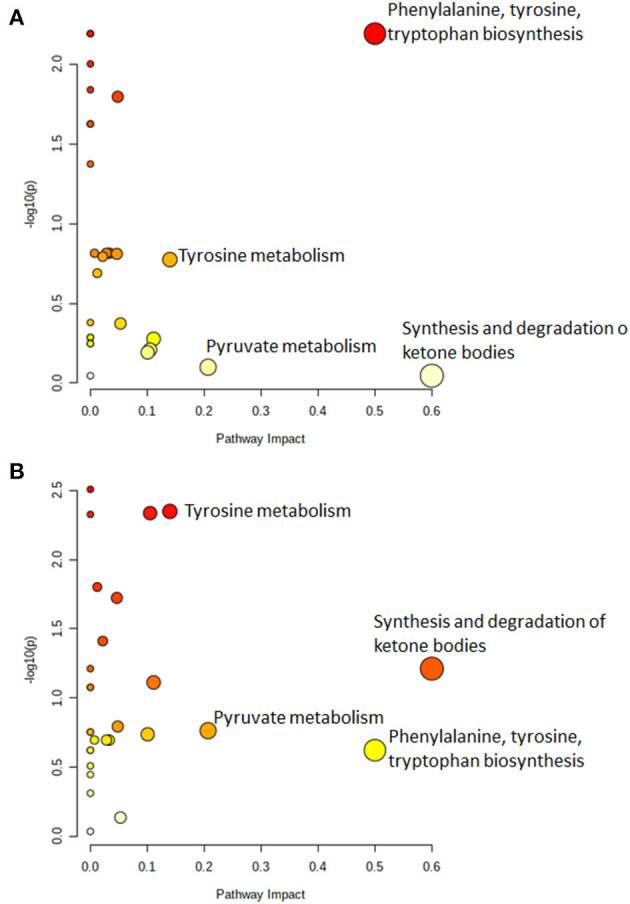 A
Phenylalanine, tyrosine,
tryptophan biosynthesis
2.0
1.5
1.0
0.5
0.0
-log10(p)
Tyrosine metabolism
Pyruvate metabolism
Synthesis and degradation o
ketone bodies
0.0 0.1 0.2 0.3 0.4 0.5 0.6
Pathway Impact
B
2.5
2.0
1.5
1.0
0.5
0.0
-log10(p)
Tyrosine metabolism
Synthesis and degradation of
ketone bodies
Pyruvate metabolism
Phenylalanine, tyrosine,
tryptophan biosynthesis
0.0 0.1 0.2 0.3 0.4 0.5 0.6
Pathway Impact